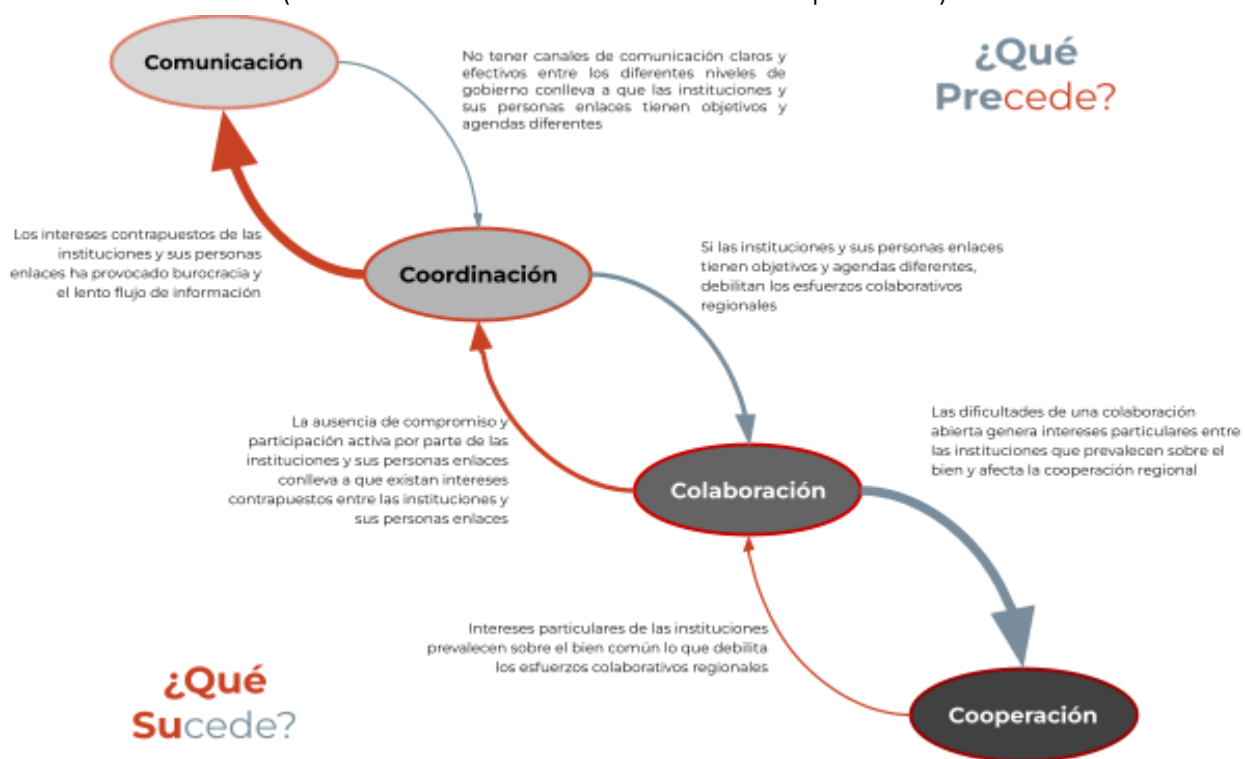 Comunicación
No tener canales de comunicación claros y
efectivos entre los diferentes niveles de
gobierno conlleva a que las instituciones y
sus personas enlaces tienen objetivos y
agendas diferentes
¿Qué
Precede?
Los intereses contrapuestos de las
instituciones y sus personas
enlaces ha provocado burocracia y
el lento flujo de información
Coordinación
Si las instituciones y sus personas enlaces
tienen objetivos y agendas diferentes,
debilitan los esfuerzos colaborativos
regionales
La ausencia de compromiso y
participación activa por parte de las
instituciones y sus personas enlaces
conlleva a que existan intereses
contrapuestos entre las instituciones y
sus personas enlaces
Colaboración
Las dificultades de una colaboración
abierta genera intereses particulares entre
las instituciones que prevalecen sobre el
bien y afecta la cooperación regional
Intereses particulares de las instituciones
prevalecen sobre el bien común lo que debilita
los esfuerzos colaborativos regionales
¿Qué
Sucede?
Cooperación